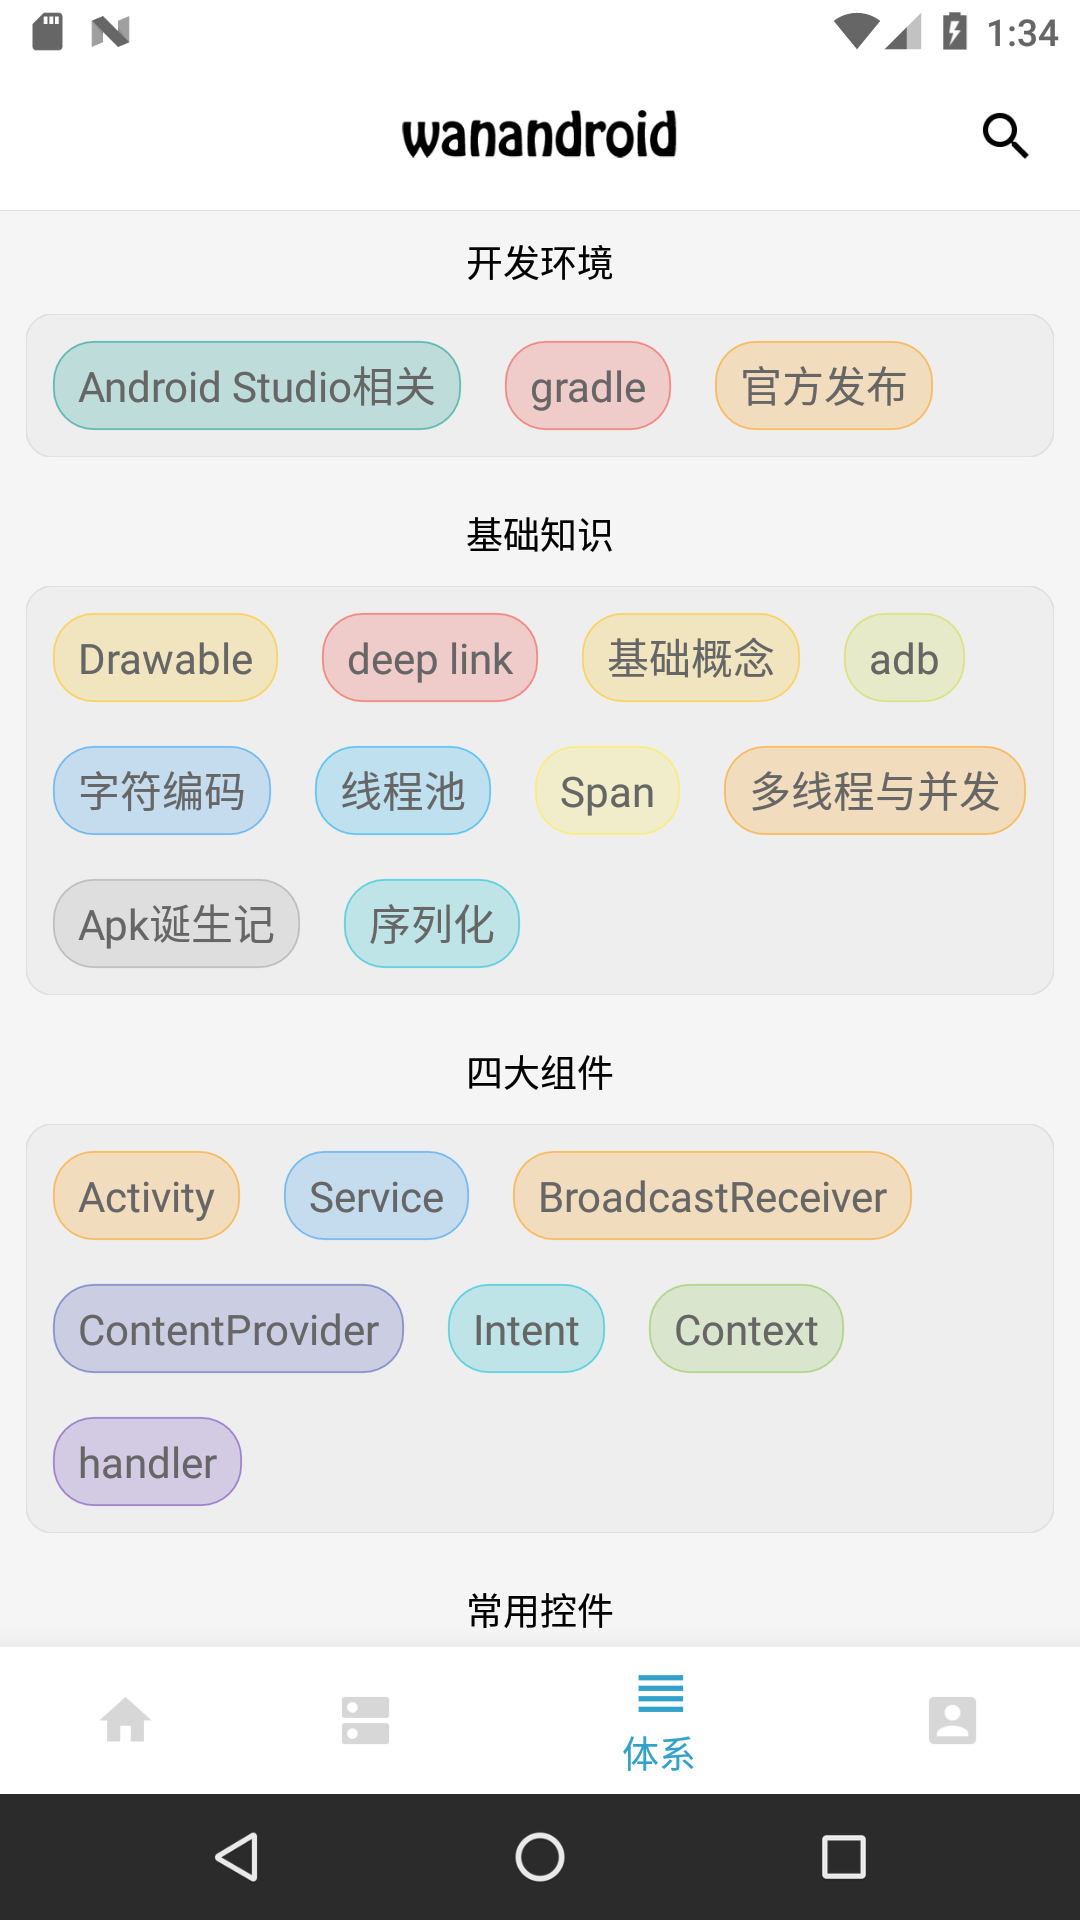 1:34
wanandroid
开发环境
Android Studio相关 gradle 官方发布
基础知识
Drawable deep link 基础概念 adb
字符编码 线程池 Span 多线程与并发
Apk诞生记 序列化
四大组件
Activity Service BroadcastReceiver
ContentProvider Intent Context
handler
常用控件
体系